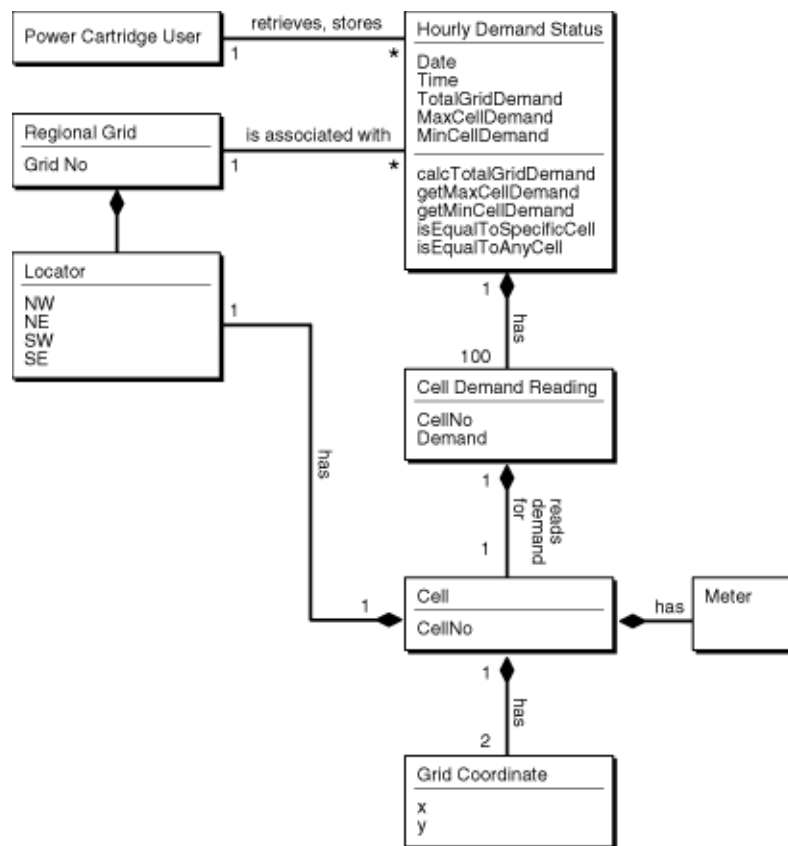 Power Cartridge User
retrieves, stores
1
*
Hourly Demand Status
Date
Time
TotalGridDemand
MaxCellDemand
MinCellDemand
calcTotalGridDemand
getMaxCellDemand
getMinCellDemand
isEqualToSpecificCell
isEqualToAnyCell
Regional Grid
Grid No
is associated with
1
*
Locator
NW
NE
SW
SE
1
has
1
1
has
100
Cell Demand Reading
CellNo
Demand
1
reads
demand
for
1
Cell
CellNo
has
Meter
1
has
2
Grid Coordinate
x
y